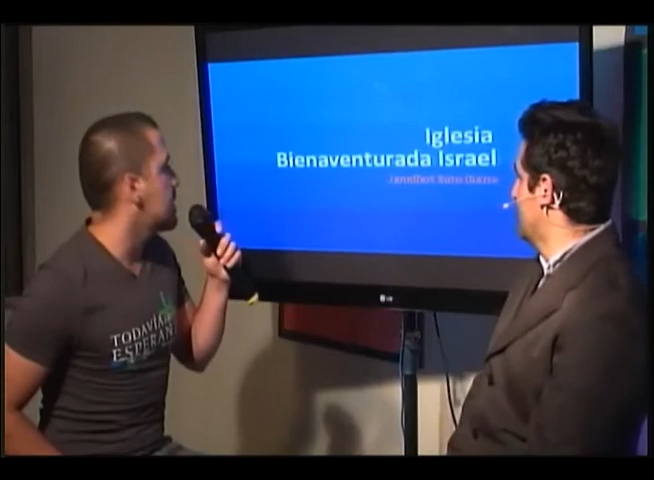 Iglesia
Bienaventurada Israel
TODAVÍA
ESPERAN
LG